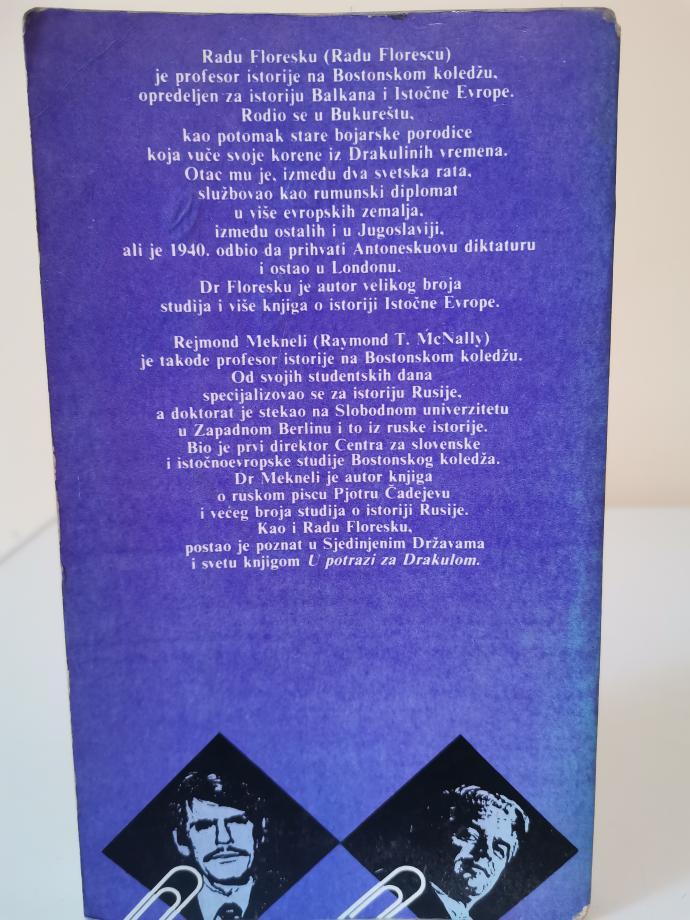 Radu Floresku (Radu Florescu)
je profesor istorije na Bostonskom koledžu,
opredeljen za istoriju Balkana i Istočne Evrope.
Rodio se u Bukureštu,
kao potomak stare bojarske porodice
koja vuče svoje korene iz Drakulinih vremena.
Otac mu je, između dva svetska rata,
službovao kao rumunski diplomat
u više evropskih zemalja,
između ostalih i u Jugoslaviji,
ali je 1940. odbio da prihvati Antoneskuovu diktaturu
i ostao u Londonu.
Dr Floresku je autor velikog broja
studija i više knjiga o istoriji Istočne Evrope.
Rejmond Mekneli (Raymond T. McNally)
je takođe profesor istorije na Bostonskom koledžu.
Od svojih studentskih dana
specijalizovao se za istoriju Rusije,
a doktorat je stekao na Slobodnom univerzitetu
u Zapadnom Berlinu i to iz ruske istorije.
Bio je prvi direktor Centra za slovenske
i istočnoevropske studije Bostonskog koledža.
Dr Mekneli je autor knjiga
o ruskom piscu Pjotru Čadejevu
i većeg broja studija o istoriji Rusije.
Kao i Radu Floresku,
postao je poznat u Sjedinjenim Državama
i svetu knjigom U potrazi za Drakulom.